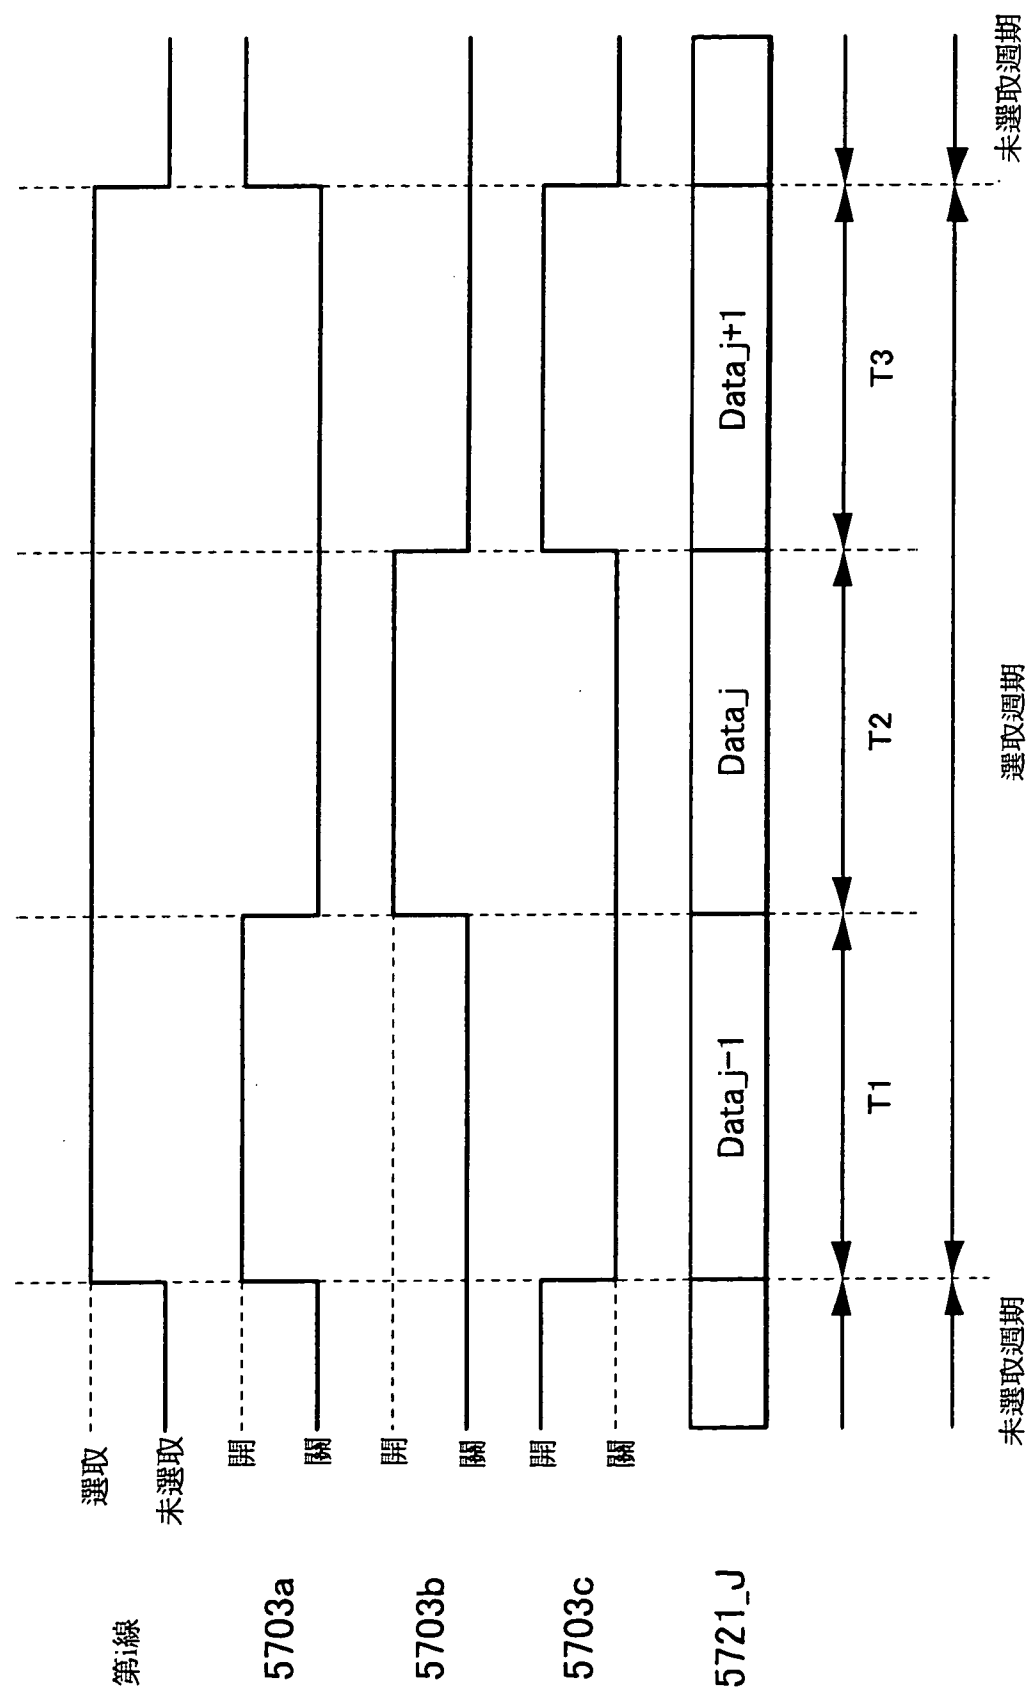 第i線
選取
未選取
5703a
開
關
5703b
開
關
5703c
開
關
5721_J
Data_j−1
Data_j
Data_j+1
T1
T2
T3
未選取週期
選取週期
未選取週期